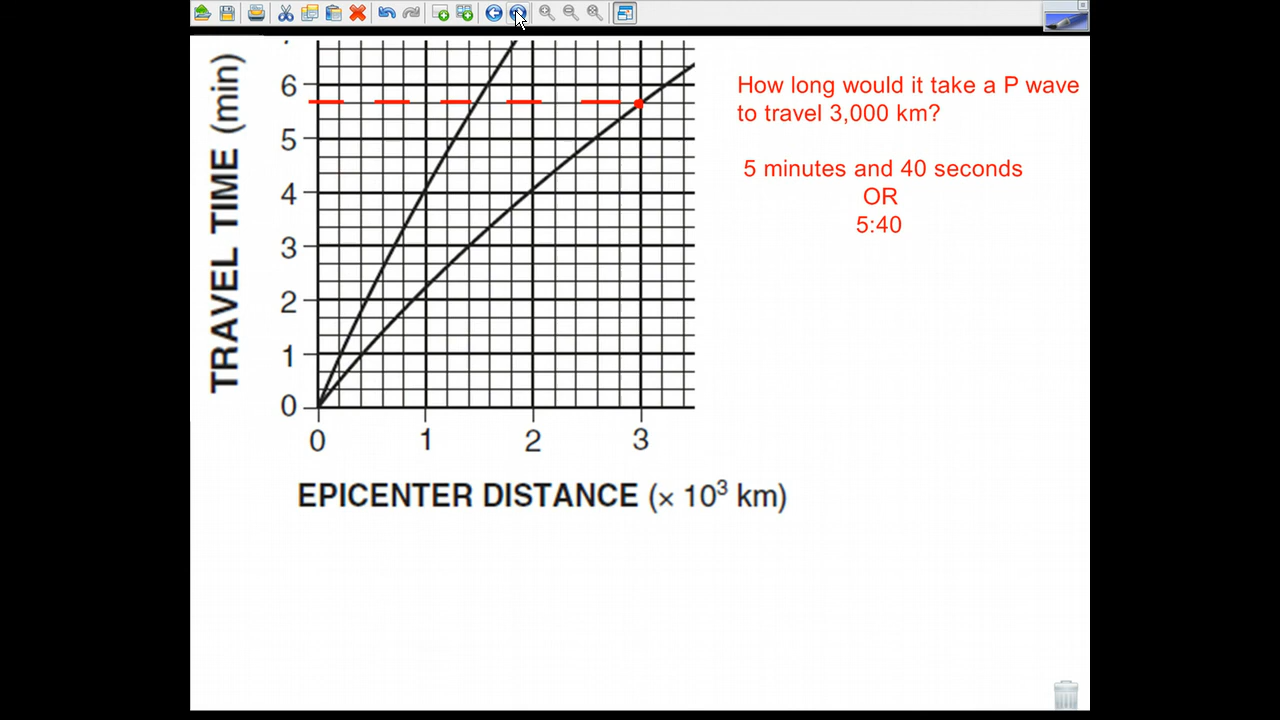 How long would it take a P wave
to travel 3,000 km?
5 minutes and 40 seconds
OR
5:40
TRAVEL TIME (min)
6
5
4
3
2
1
0
0 1 2 3
EPICENTER DISTANCE (× 10³ km)